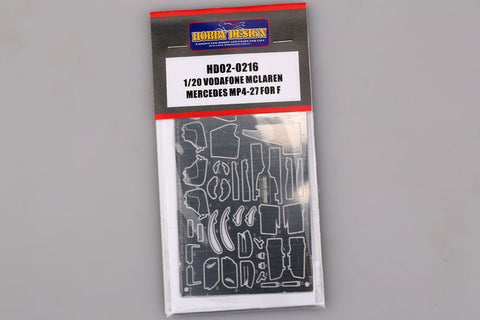 HOBBY DESIGN
HD02-0216
1/20 VODAFONE MCLAREN
MERCEDES MP4-27 FOR F